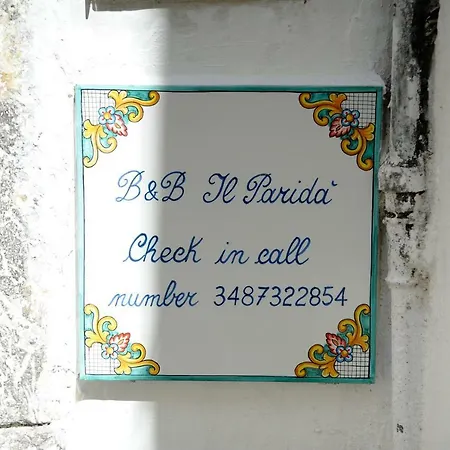 B&B Il Paridà
Check in call
number 3487322854